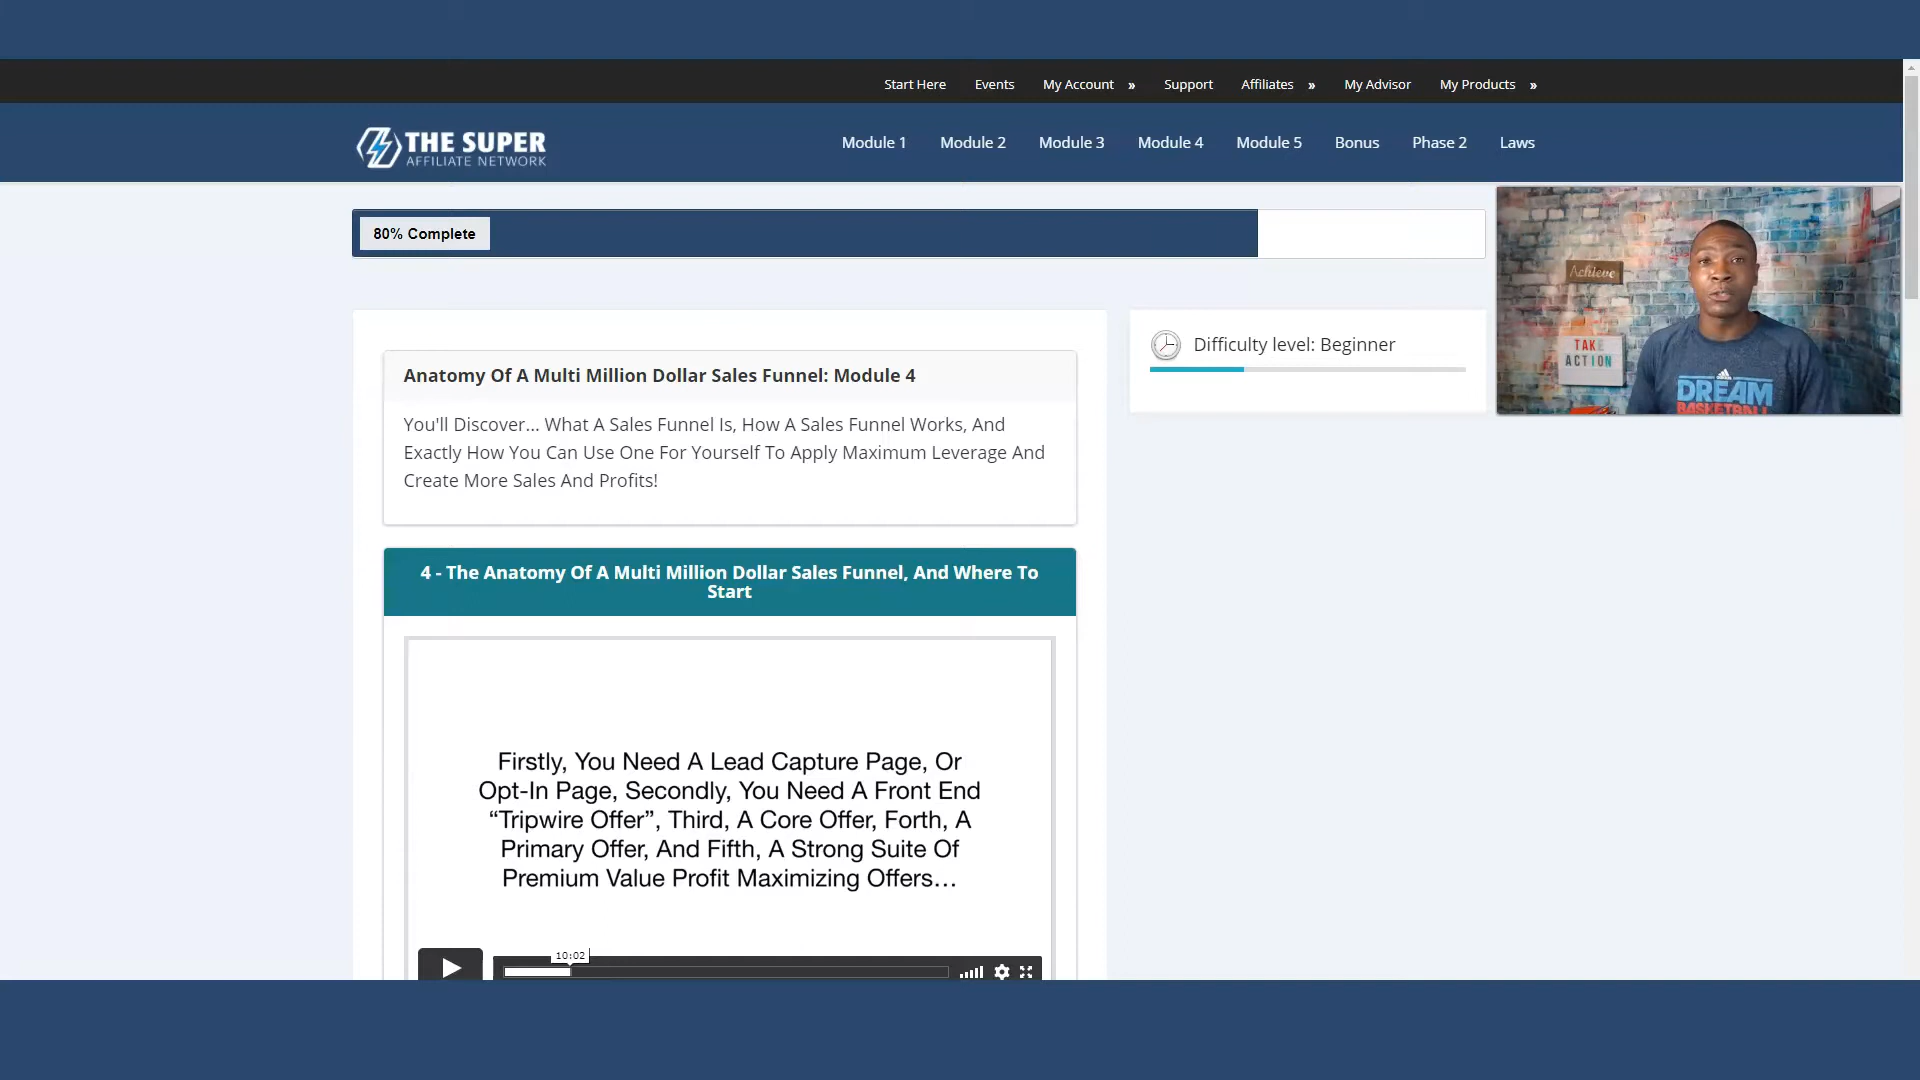 Start Here Events My Account » Support Affiliates » My Advisor My Products »
THE SUPER
AFFILIATE NETWORK
Module 1 Module 2 Module 3 Module 4 Module 5 Bonus Phase 2 Laws
80% Complete
Achieve
TAKE
ACTION
DREAM
BASKETBALL
Difficulty level: Beginner
Anatomy Of A Multi Million Dollar Sales Funnel: Module 4
You'll Discover... What A Sales Funnel Is, How A Sales Funnel Works, And
Exactly How You Can Use One For Yourself To Apply Maximum Leverage And
Create More Sales And Profits!
4 - The Anatomy Of A Multi Million Dollar Sales Funnel, And Where To
Start
Firstly, You Need A Lead Capture Page, Or
Opt-In Page, Secondly, You Need A Front End
“Tripwire Offer”, Third, A Core Offer, Forth, A
Primary Offer, And Fifth, A Strong Suite Of
Premium Value Profit Maximizing Offers…
10:02